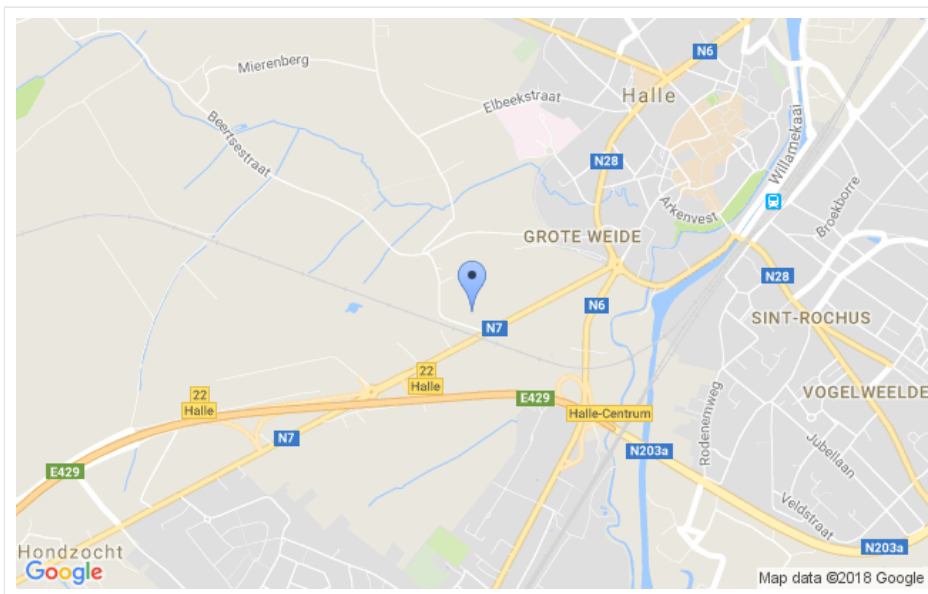 N6
Mierenberg
Halle
Elbeekstraat
Beertsestraat
N28
Willamekaai
Arkenvest
Broekborre
GROTE WEIDE
N28
N6
SINT-ROCHUS
N7
22
Halle
22
Halle
VOGELWEELDE
E429
Halle-Centrum
Rodenemweg
N7
Jubellaan
N203a
E429
Veldstraat
N203a
Hondzocht
Google
Map data ©2018 Google